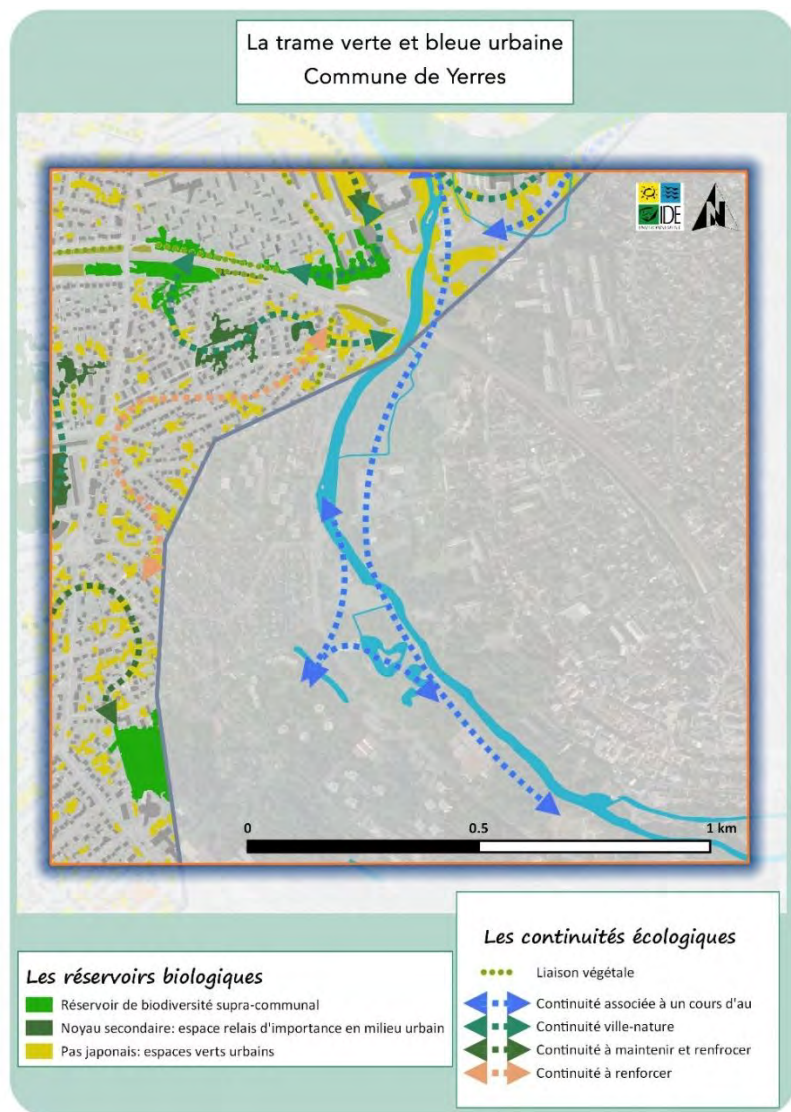 La trame verte et bleue urbaine
Commune de Yerres
IDE
ENVIRONNEMENT
N
0 0.5 1 km
Les réservoirs biologiques
Réservoir de biodiversité supra-communal
Noyau secondaire: espace relais d'importance en milieu urbain
Pas japonais: espaces verts urbains
Les continuités écologiques
Liaison végétale
Continuité associée à un cours d'au
Continuité ville-nature
Continuité à maintenir et renfrocer
Continuité à renforcer